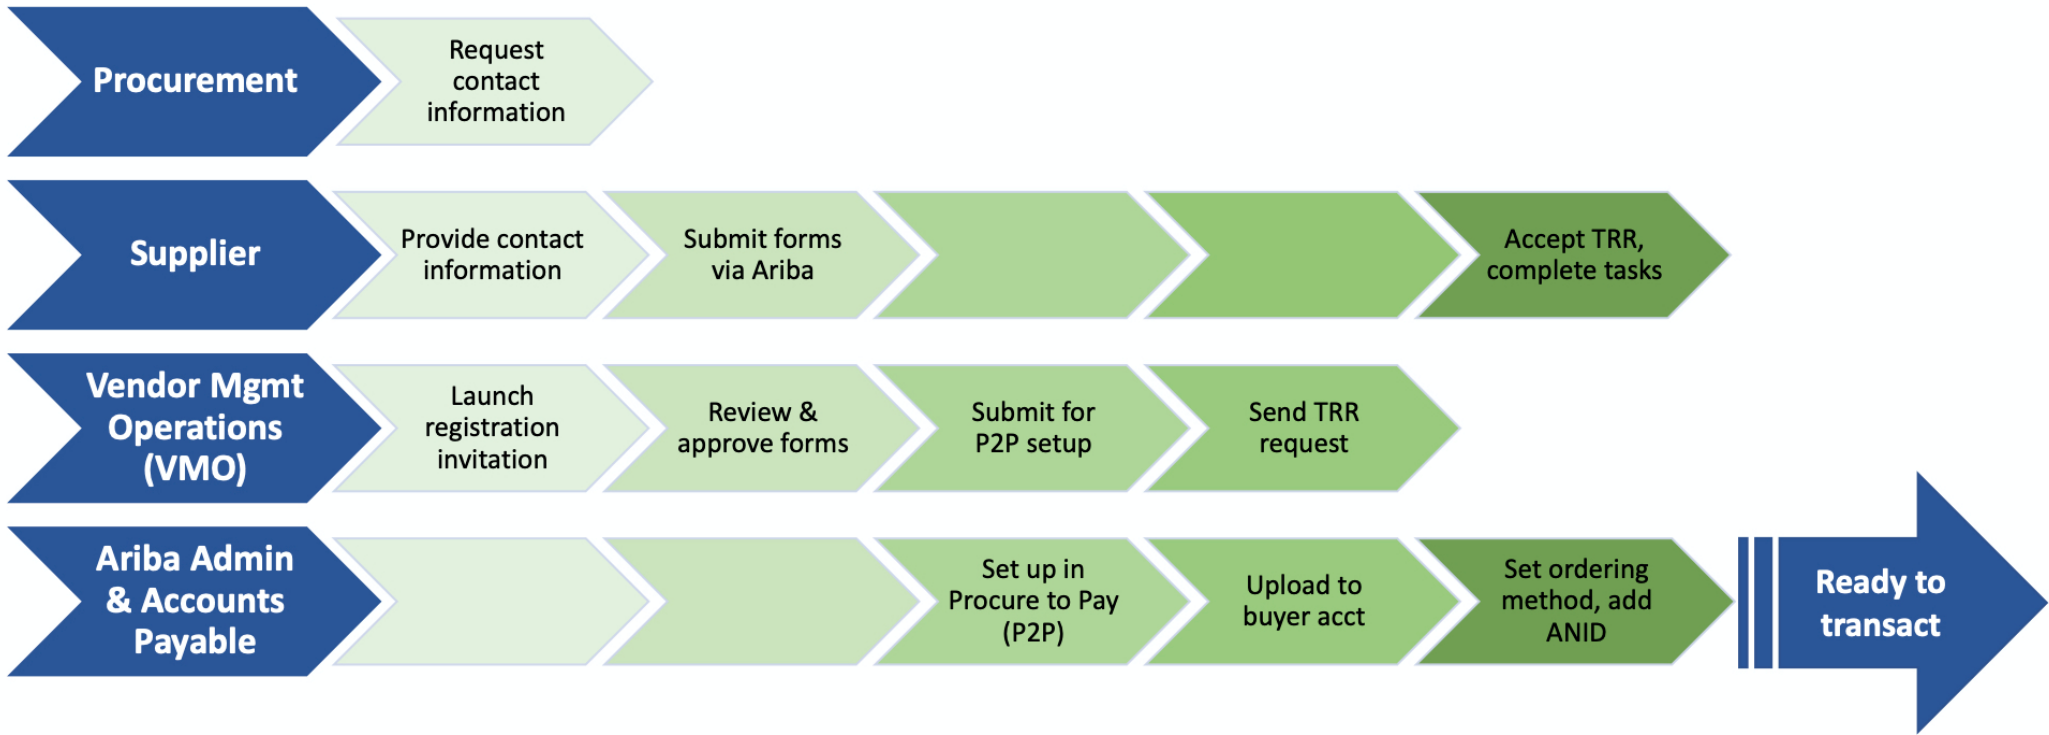 Procurement
Request
contact
information
Supplier
Provide contact
information
Submit forms
via Ariba
Accept TRR,
complete tasks
Vendor Mgmt
Operations
(VMO)
Launch
registration
invitation
Review &
approve forms
Submit for
P2P setup
Send TRR
request
Ariba Admin
& Accounts
Payable
Set up in
Procure to Pay
(P2P)
Upload to
buyer acct
Set ordering
method, add
ANID
Ready to
transact